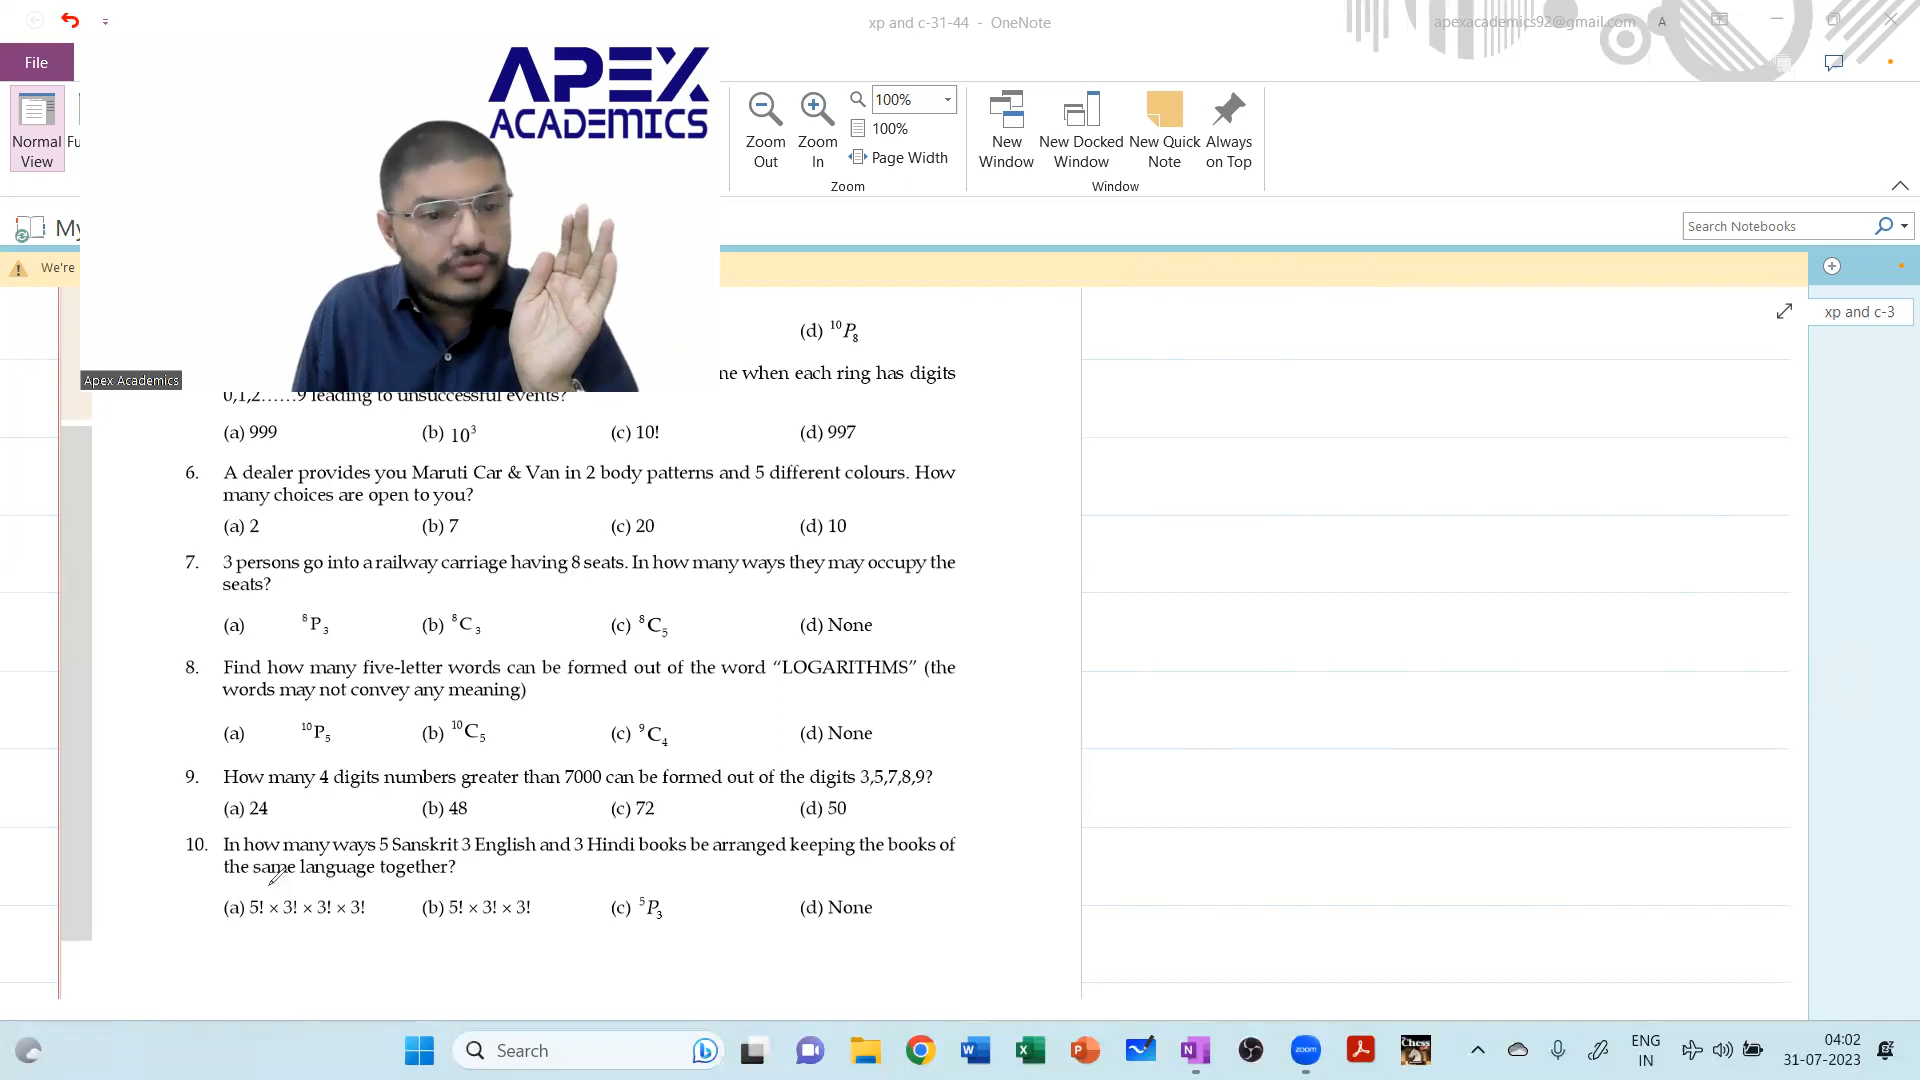 xp and c-31-44 - OneNote
apexacademics92@gmail.com A
File
APEX
ACADEMICS
Normal
View
100%
100%
Page Width
Zoom
Out
Zoom
In
Zoom
New
Window
New Docked
Window
New Quick
Note
Always
on Top
Window
My
Search Notebooks
We're
xp and c-3
(d) ¹⁰P₈
ne when each ring has digits
Apex Academics
0,1,2......9 leading to unsuccessful events?
(a) 999 (b) 10³ (c) 10! (d) 997
6. A dealer provides you Maruti Car & Van in 2 body patterns and 5 different colours. How
many choices are open to you?
(a) 2 (b) 7 (c) 20 (d) 10
7. 3 persons go into a railway carriage having 8 seats. In how many ways they may occupy the
seats?
(a) ⁸P₃ (b) ⁸C₃ (c) ⁸C₅ (d) None
8. Find how many five-letter words can be formed out of the word “LOGARITHMS” (the
words may not convey any meaning)
(a) ¹⁰P₅ (b) ¹⁰C₅ (c) ⁹C₄ (d) None
9. How many 4 digits numbers greater than 7000 can be formed out of the digits 3,5,7,8,9?
(a) 24 (b) 48 (c) 72 (d) 50
10. In how many ways 5 Sanskrit 3 English and 3 Hindi books be arranged keeping the books of
the same language together?
(a) 5! × 3! × 3! × 3! (b) 5! × 3! × 3! (c) ⁵P₃ (d) None
Search
zoom
Chess
ENG
IN
04:02
31-07-2023